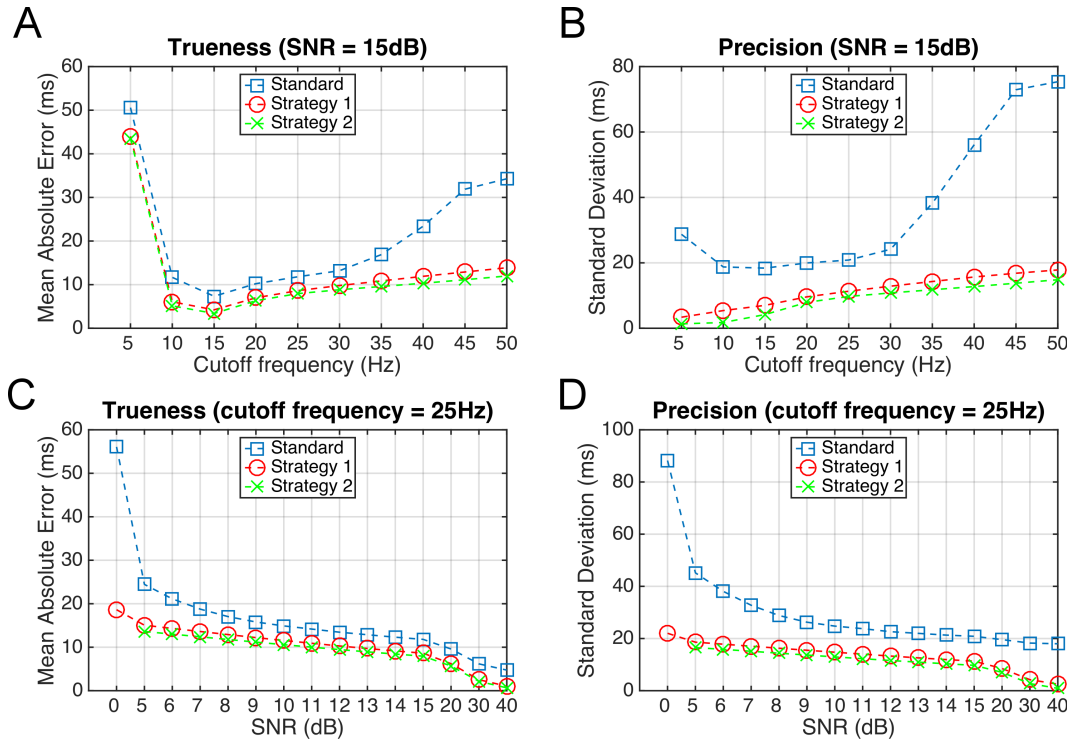 A
Trueness (SNR = 15dB)
Mean Absolute Error (ms)
60
50
40
30
20
10
0
Standard
Strategy 1
Strategy 2
5 10 15 20 25 30 35 40 45 50
Cutoff frequency (Hz)
B
Precision (SNR = 15dB)
Standard Deviation (ms)
80
60
40
20
0
Standard
Strategy 1
Strategy 2
5 10 15 20 25 30 35 40 45 50
Cutoff frequency (Hz)
C
Trueness (cutoff frequency = 25Hz)
Mean Absolute Error (ms)
60
50
40
30
20
10
0
Standard
Strategy 1
Strategy 2
0 5 6 7 8 9 10 11 12 13 14 15 20 30 40
SNR (dB)
D
Precision (cutoff frequency = 25Hz)
Standard Deviation (ms)
100
80
60
40
20
0
Standard
Strategy 1
Strategy 2
0 5 6 7 8 9 10 11 12 13 14 15 20 30 40
SNR (dB)